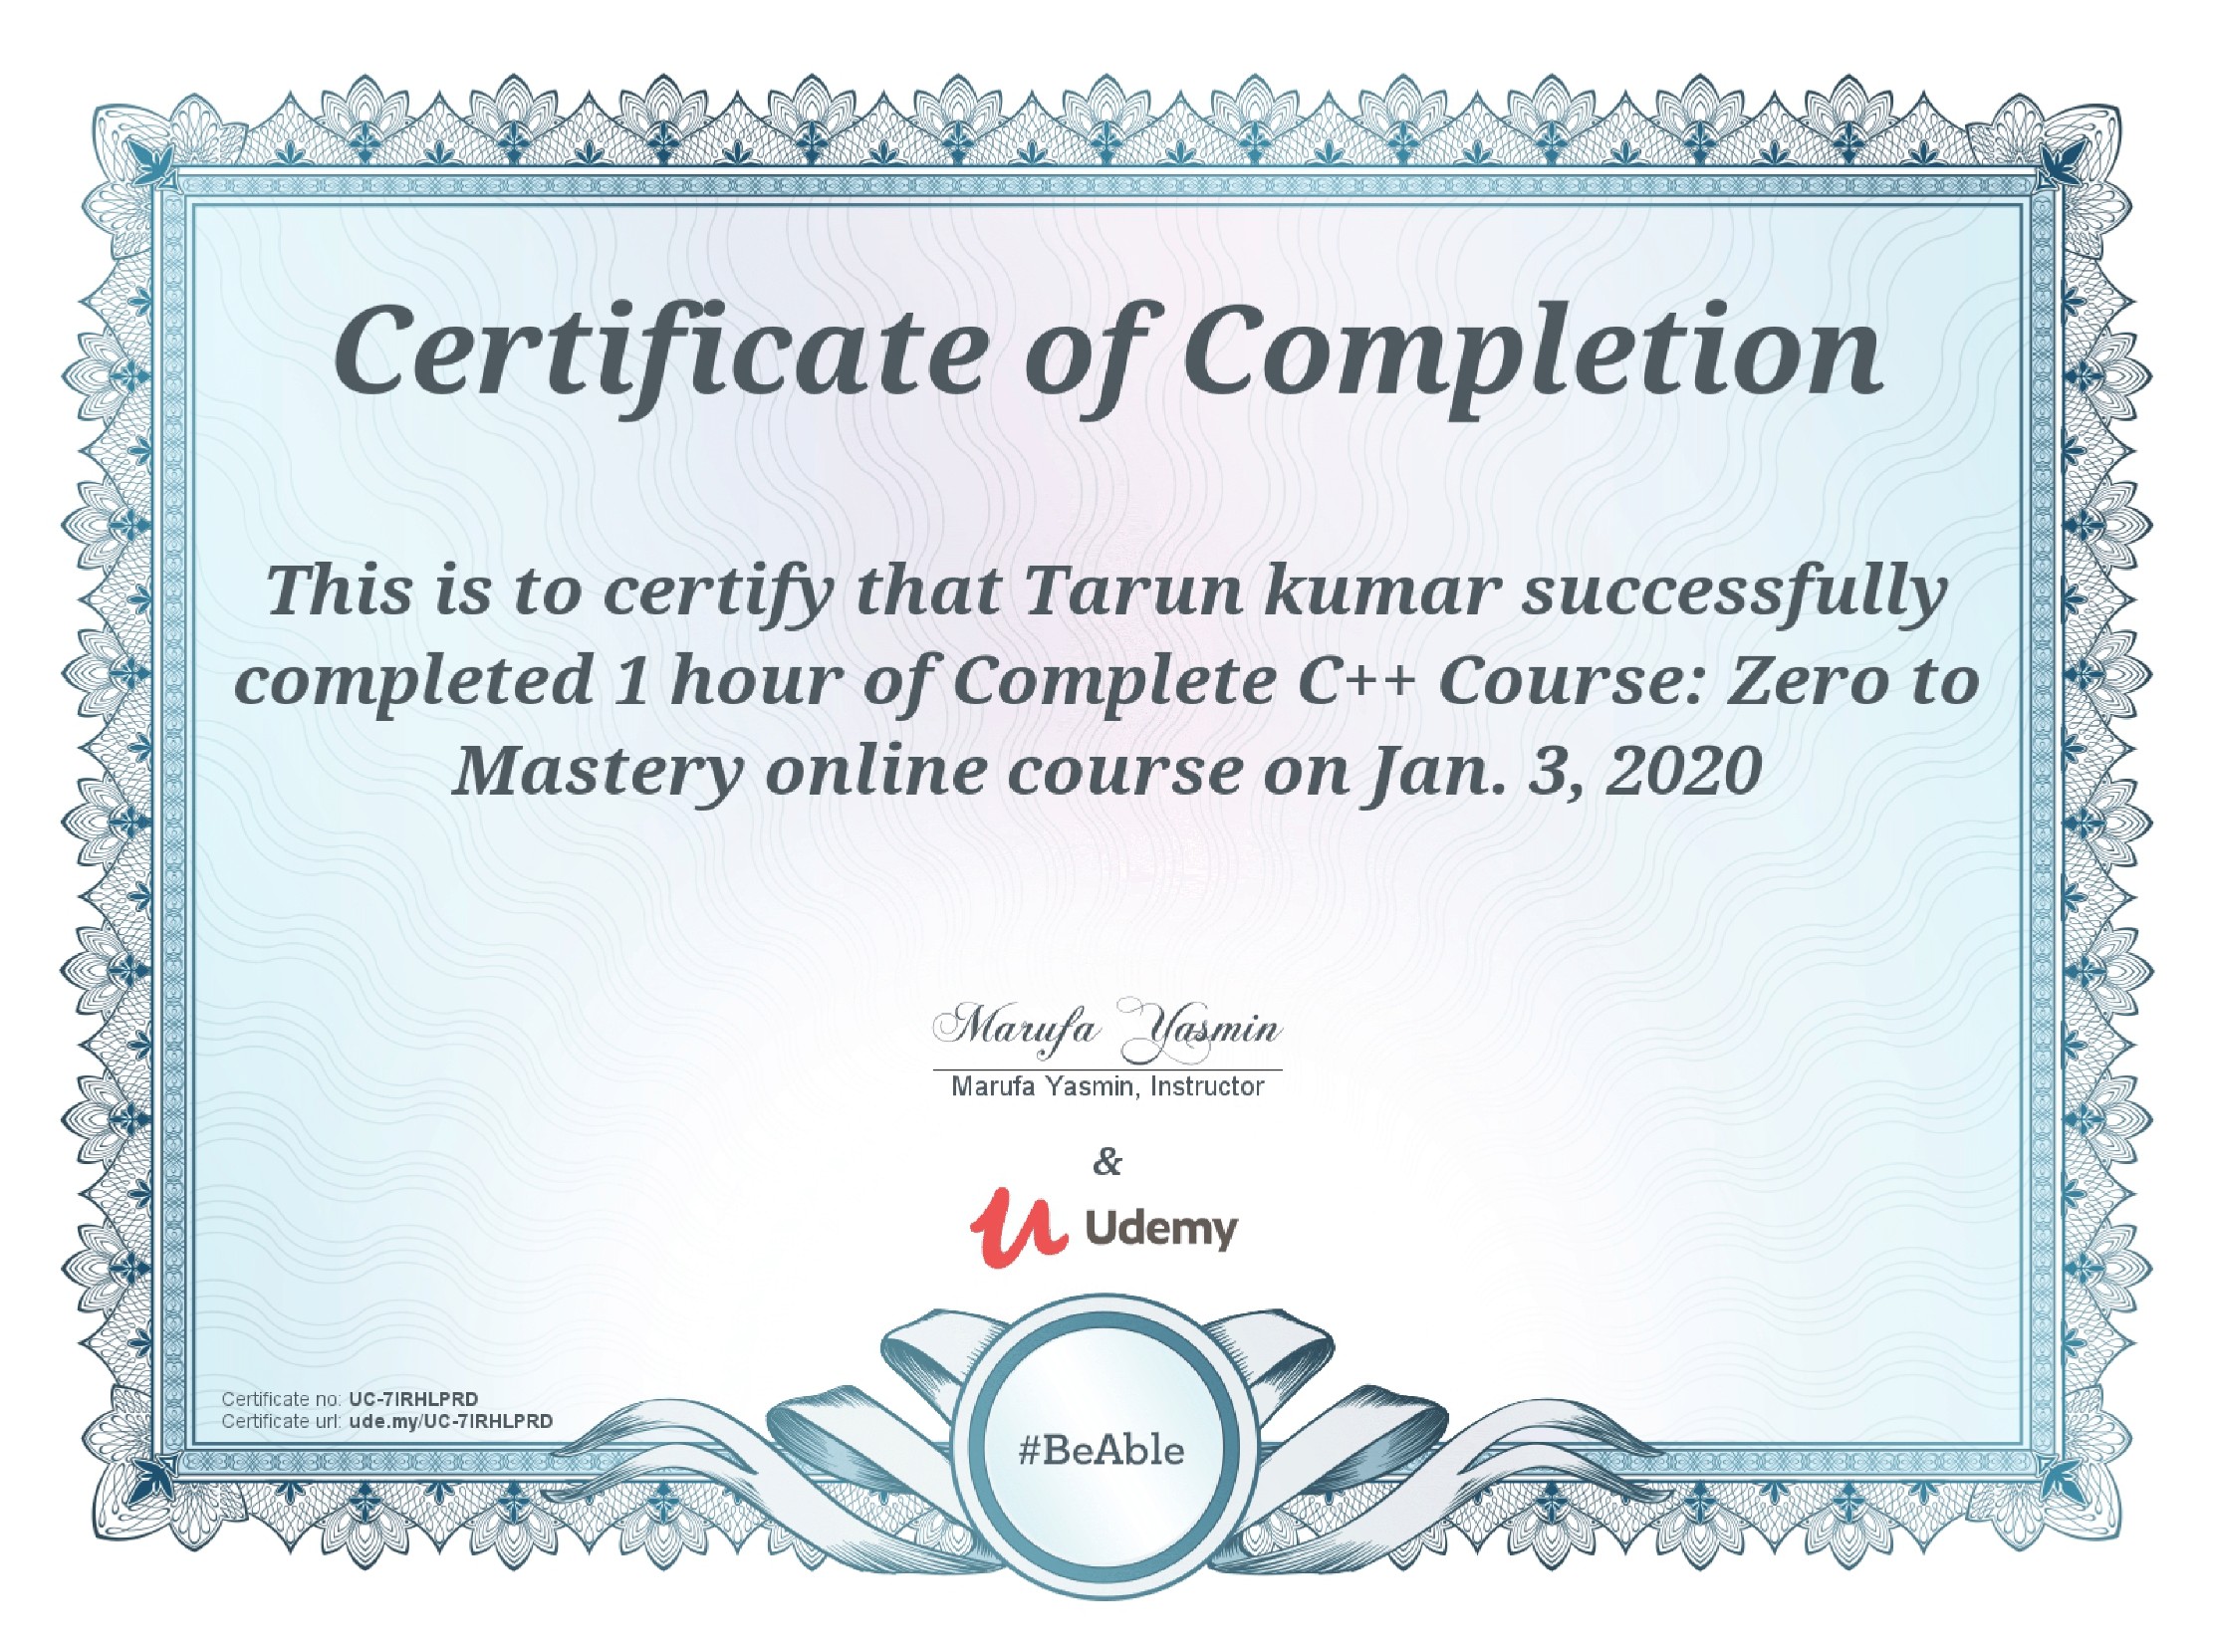 Certificate of Completion
This is to certify that Tarun kumar successfully
completed 1 hour of Complete C++ Course: Zero to
Mastery online course on Jan. 3, 2020
Marufa Yasmin
Marufa Yasmin, Instructor
&
Udemy
Certificate no: UC-7IRHLPRD
Certificate url: ude.my/UC-7IRHLPRD
#BeAble